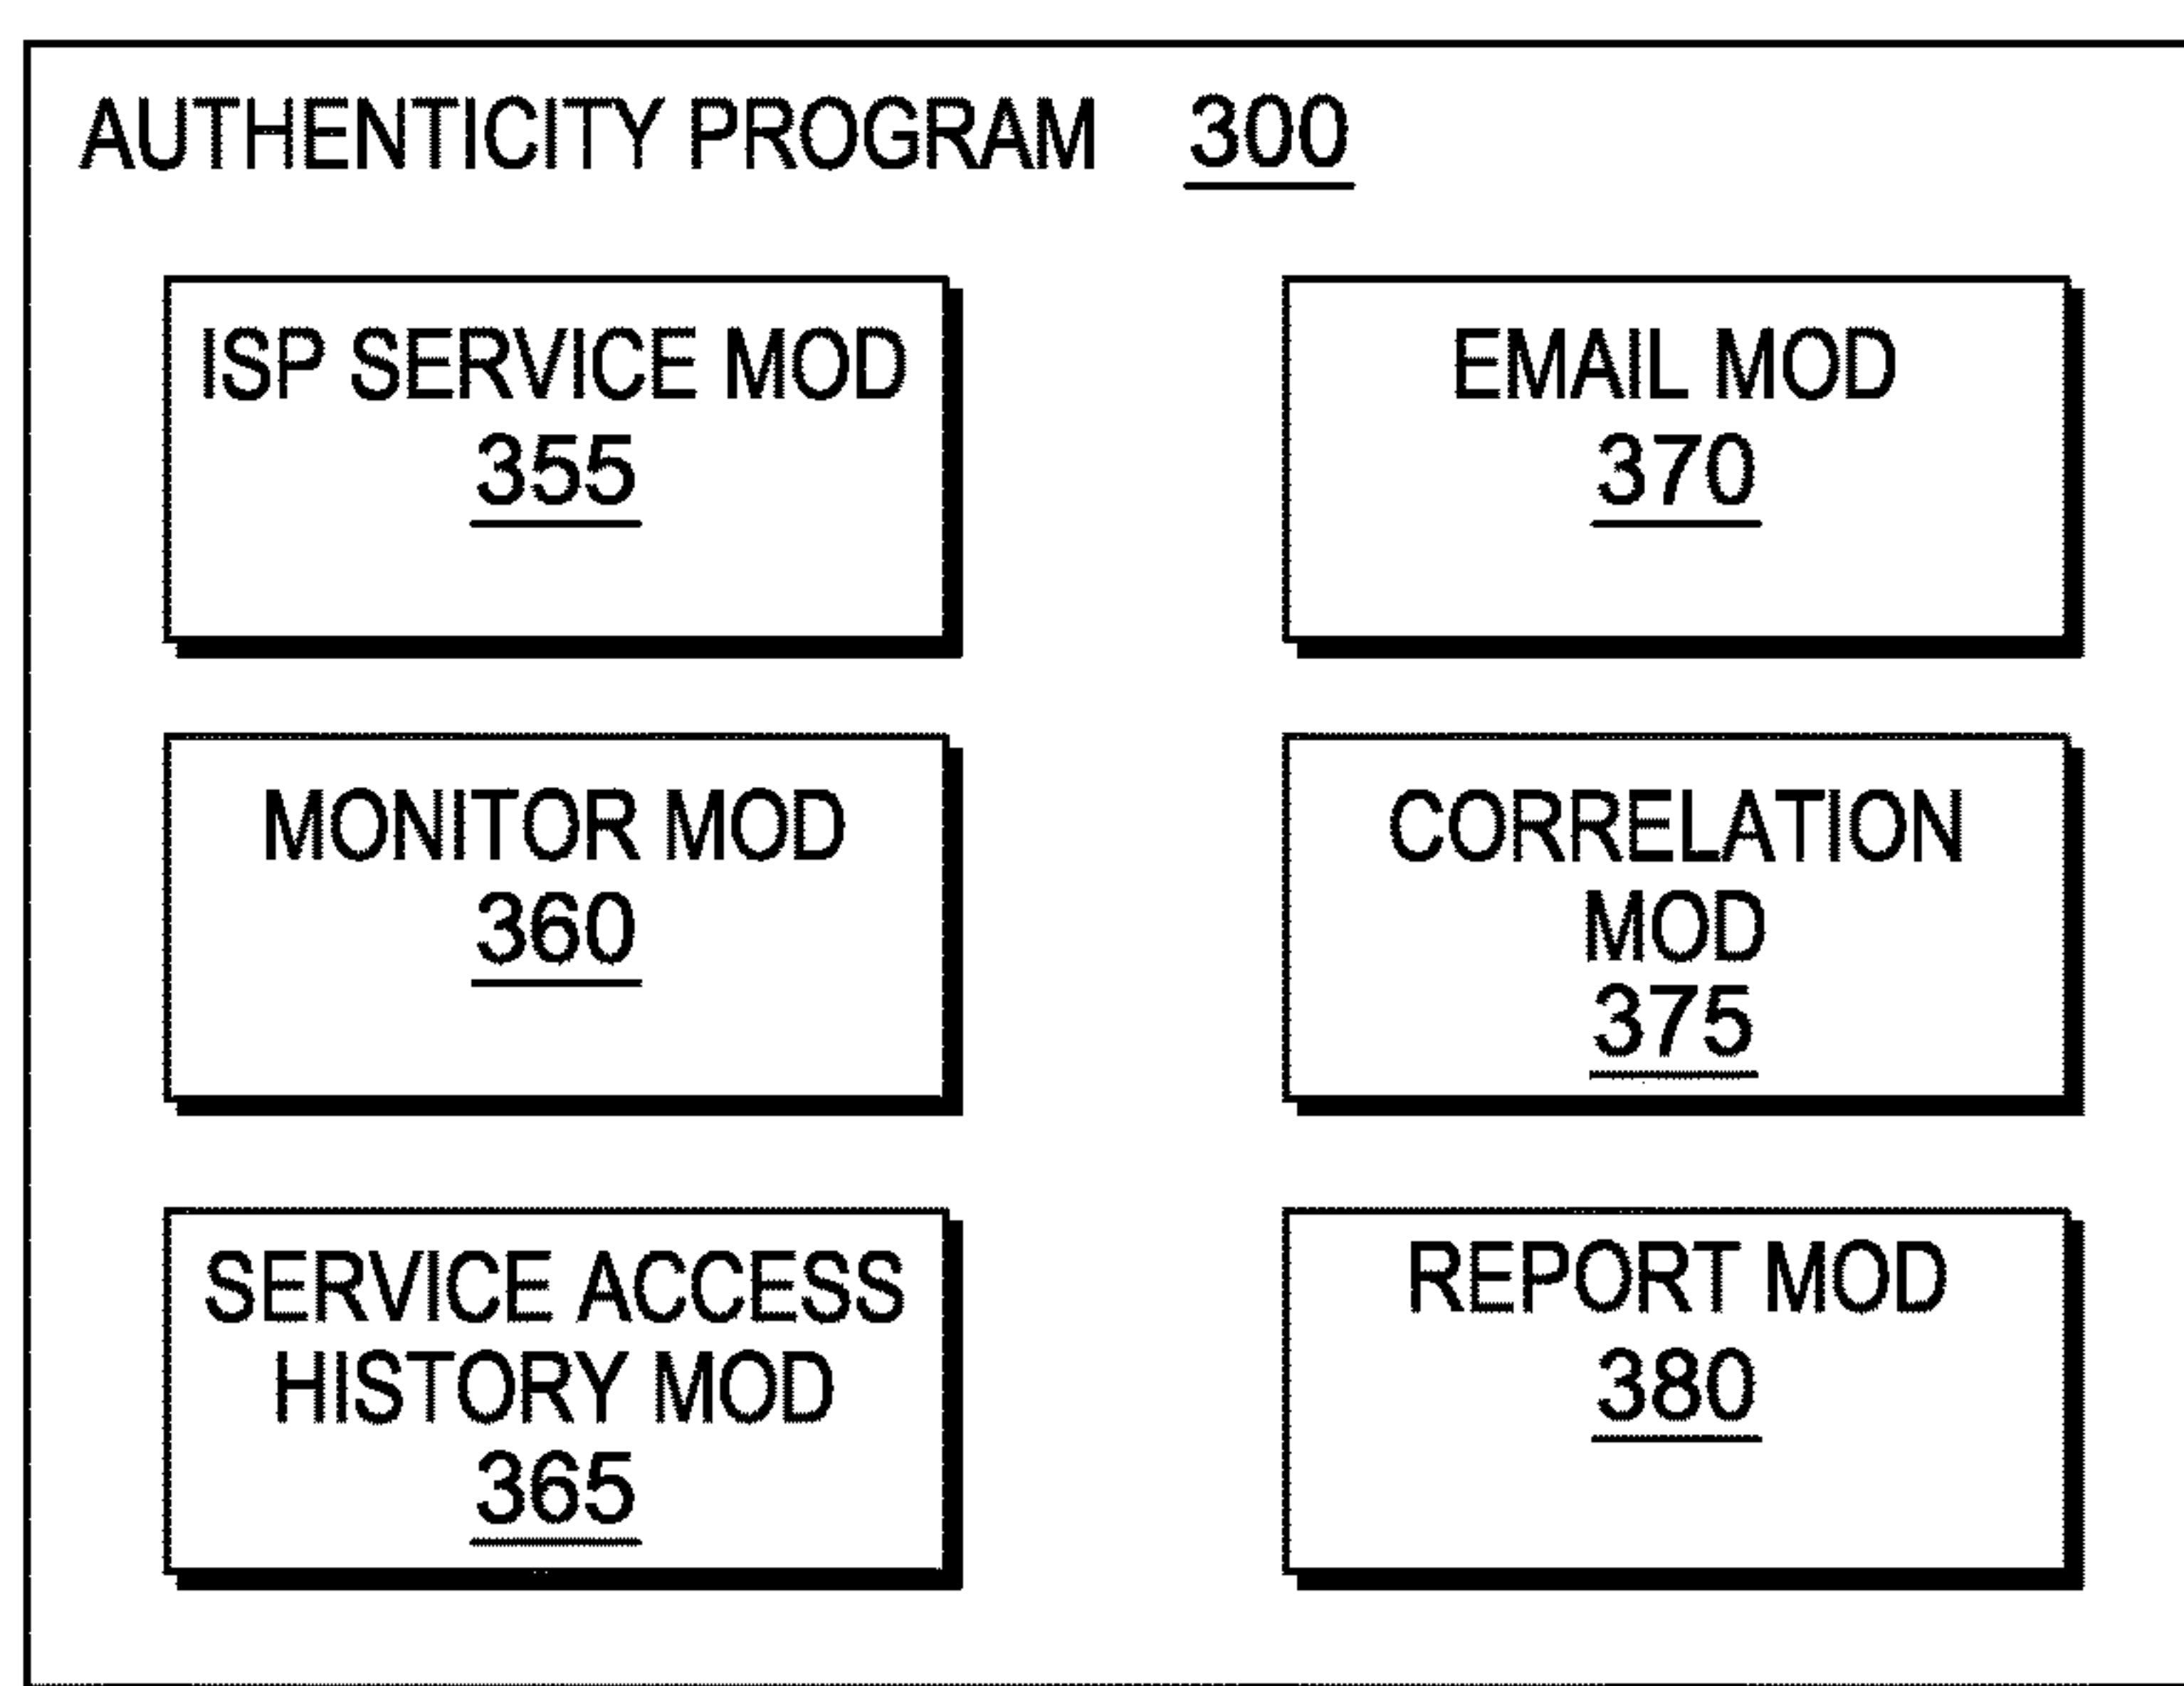 AUTHENTICITY PROGRAM 300
ISP SERVICE MOD
355
EMAIL MOD
370
MONITOR MOD
360
CORRELATION
MOD
375
SERVICE ACCESS
HISTORY MOD
365
REPORT MOD
380